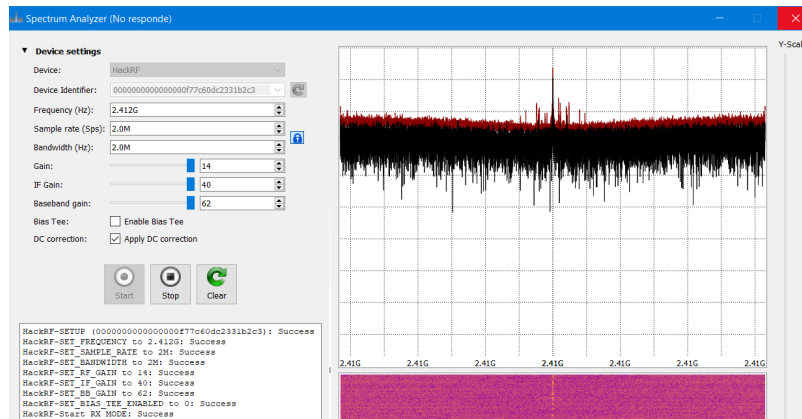 Spectrum Analyzer (No responde)
Y-Scal
Device settings
Device: HackRF
Device Identifier: 0000000000000000f77c60dc2331b2c3
Frequency (Hz): 2.412G
Sample rate (Sps): 2.0M
Bandwidth (Hz): 2.0M
Gain: 14
IF Gain: 40
Baseband gain: 62
Bias Tee: Enable Bias Tee
DC correction: Apply DC correction
Start Stop Clear
HackRF-SETUP (0000000000000000f77c60dc2331b2c3): Success
HackRF-SET_FREQUENCY to 2.412G: Success
HackRF-SET_SAMPLE_RATE to 2M: Success
HackRF-SET_BANDWIDTH to 2M: Success
HackRF-SET_RF_GAIN to 14: Success
HackRF-SET_IF_GAIN to 40: Success
HackRF-SET_BB_GAIN to 62: Success
HackRF-SET_BIAS_TEE_ENABLED to 0: Success
HackRF-Start RX MODE: Success
2.41G 2.41G 2.41G 2.41G 2.41G 2.41G 2.41G